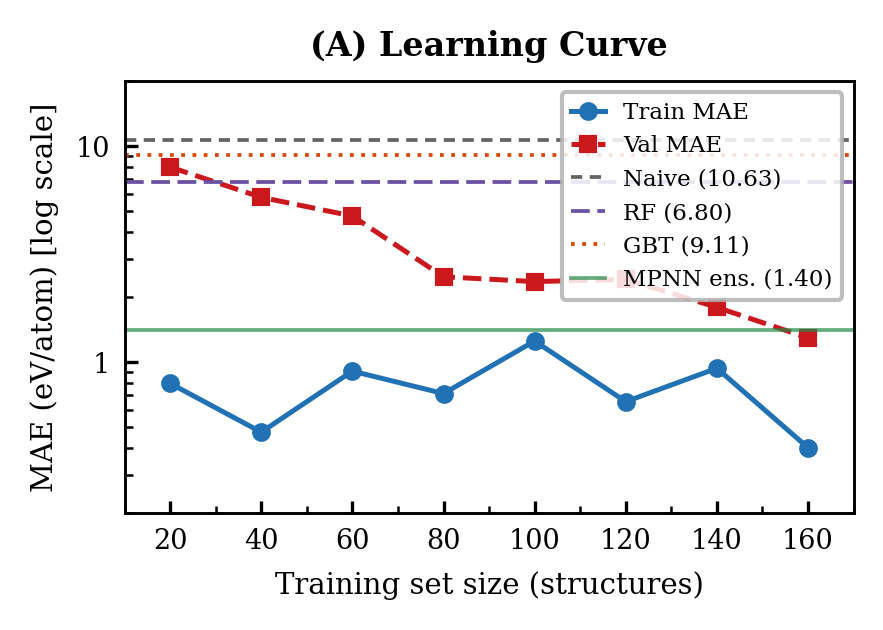 (A) Learning Curve
MAE (eV/atom) [log scale]
10
1
Train MAE
Val MAE
Naive (10.63)
RF (6.80)
GBT (9.11)
MPNN ens. (1.40)
20 40 60 80 100 120 140 160
Training set size (structures)